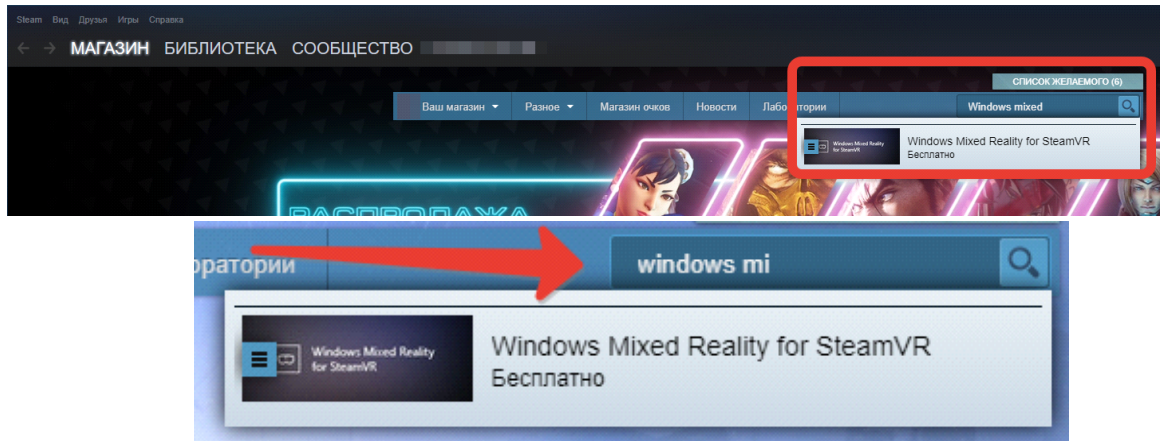 Steam Вид Друзья Игры Справка
МАГАЗИН БИБЛИОТЕКА СООБЩЕСТВО
СПИСОК ЖЕЛАЕМОГО (6)
Ваш магазин Разное Магазин очков Новости Лаборатории Windows mixed
Windows Mixed Reality for SteamVR
Windows Mixed Reality for SteamVR
Бесплатно
РАСПРОДАЖА
оратории windows mi
Windows Mixed Reality
for SteamVR
Windows Mixed Reality for SteamVR
Бесплатно